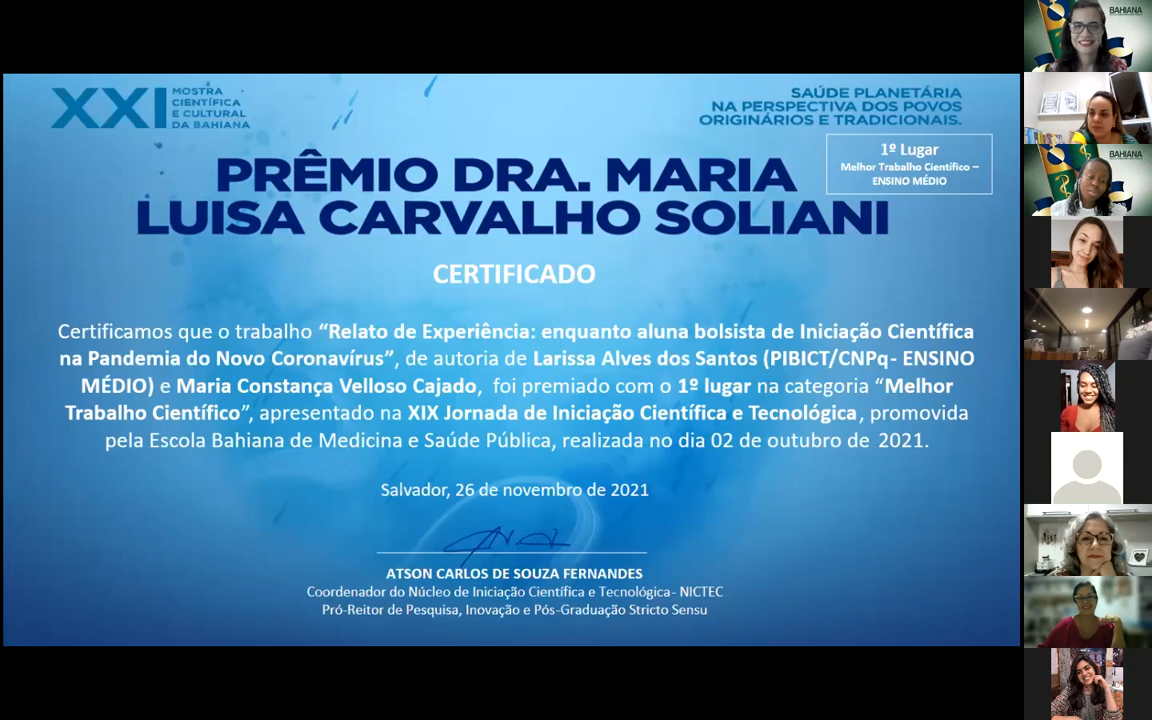 XXI MOSTRA
CIENTÍFICA
E CULTURAL
DA BAHIANA
SAÚDE PLANETÁRIA
NA PERSPECTIVA DOS POVOS
ORIGINÁRIOS E TRADICIONAIS.
1º Lugar
Melhor Trabalho Científico –
ENSINO MÉDIO
PRÊMIO DRA. MARIA
LUISA CARVALHO SOLIANI
CERTIFICADO
Certificamos que o trabalho “Relato de Experiência: enquanto aluna bolsista de Iniciação Científica
na Pandemia do Novo Coronavírus”, de autoria de Larissa Alves dos Santos (PIBICT/CNPq- ENSINO
MÉDIO) e Maria Constança Velloso Cajado, foi premiado com o 1º lugar na categoria “Melhor
Trabalho Científico”, apresentado na XIX Jornada de Iniciação Científica e Tecnológica, promovida
pela Escola Bahiana de Medicina e Saúde Pública, realizada no dia 02 de outubro de 2021.
Salvador, 26 de novembro de 2021
ATSON CARLOS DE SOUZA FERNANDES
Coordenador do Núcleo de Iniciação Científica e Tecnológica- NICTEC
Pró-Reitor de Pesquisa, Inovação e Pós-Graduação Stricto Sensu
BAHIANA
BAHIANA